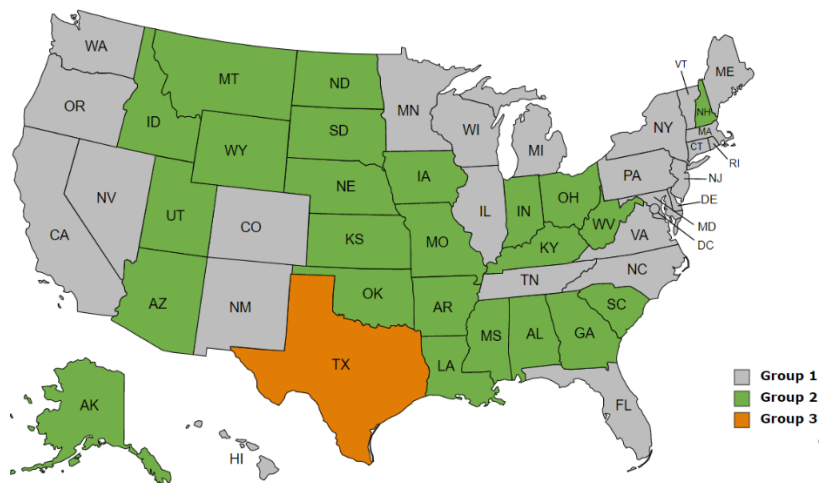 WA
MT
ND
MN
VT
ME
OR
ID
SD
WI
MI
NY
NH
MA
CT
RI
WY
IA
PA
NJ
NV
NE
IL
IN
OH
DE
UT
CO
WV
MD
CA
KS
MO
KY
VA
DC
TN
NC
AZ
NM
OK
AR
SC
MS
AL
GA
TX
LA
AK
FL
HI
Group 1
Group 2
Group 3